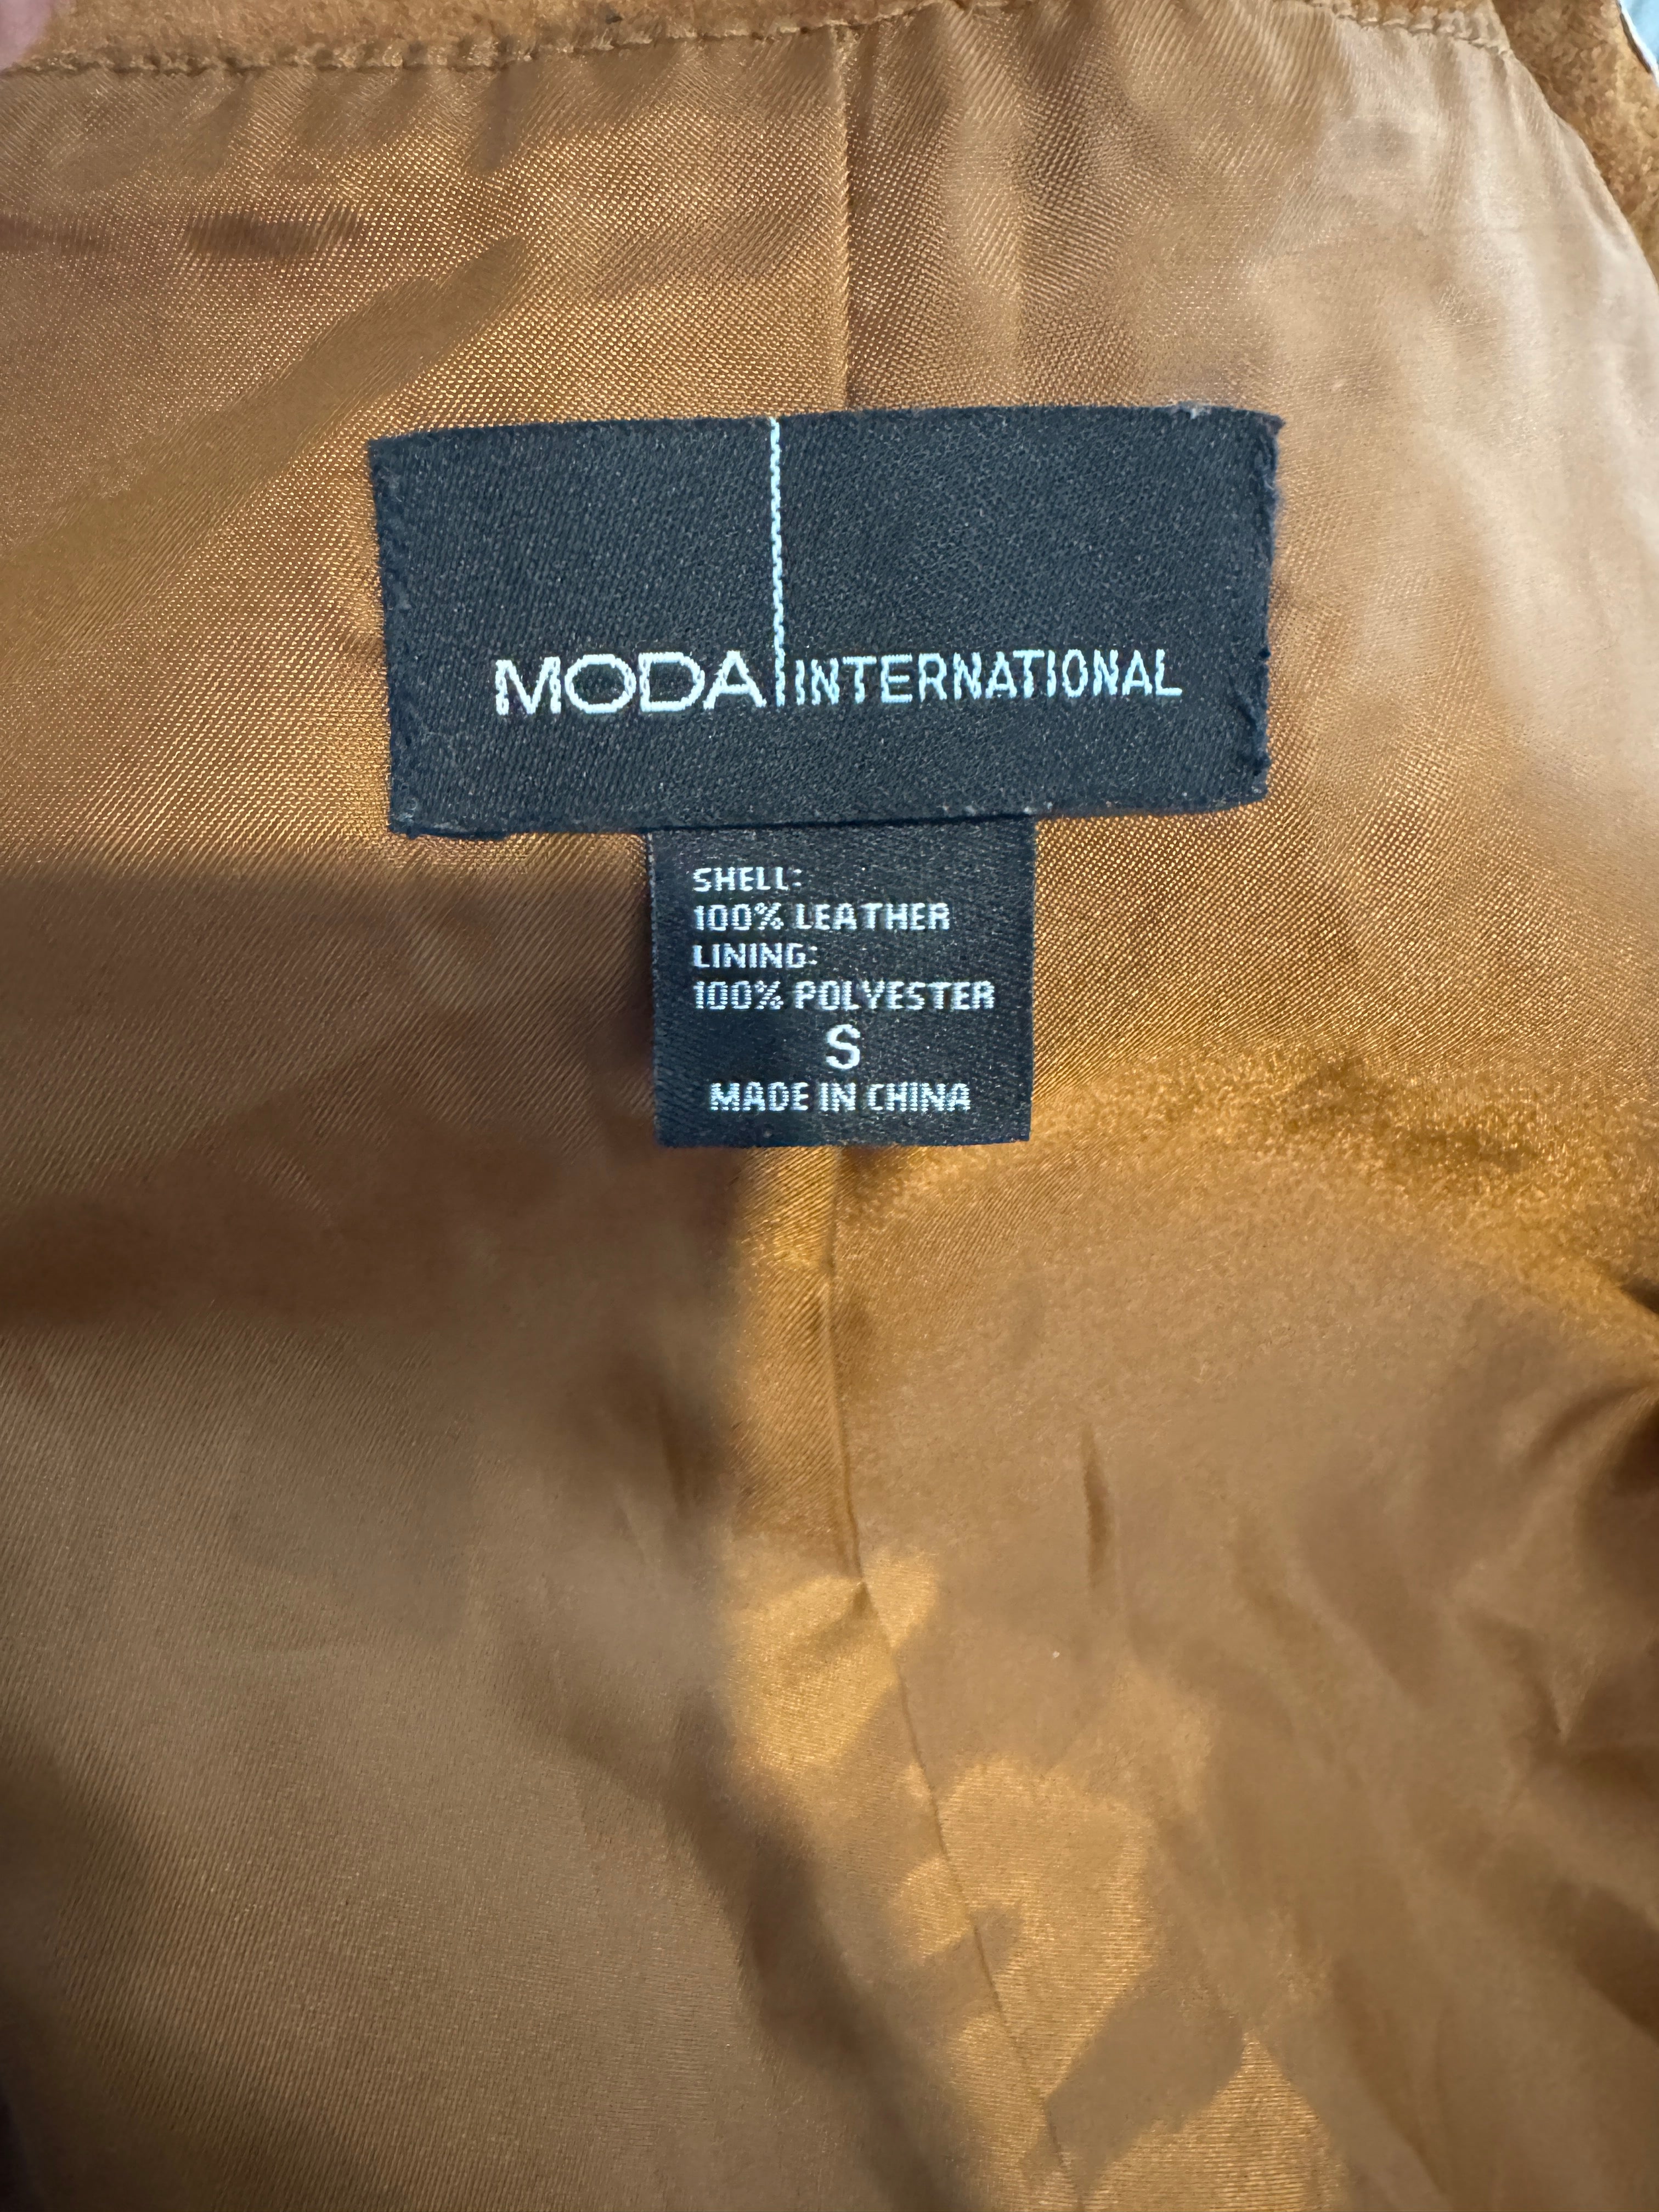 MODA INTERNATIONAL
SHELL:
100% LEATHER
LINING:
100% POLYESTER
S
MADE IN CHINA